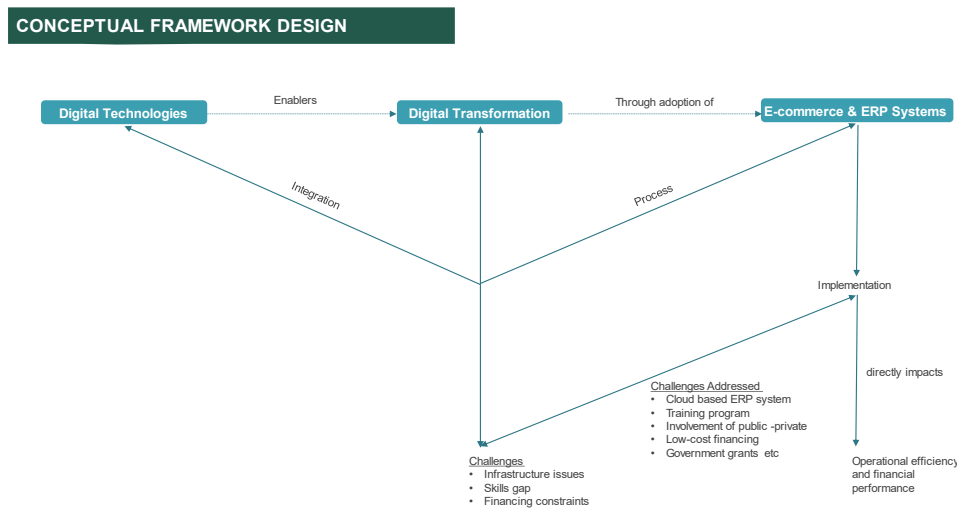 CONCEPTUAL FRAMEWORK DESIGN
Enablers
Through adoption of
Digital Technologies
Digital Transformation
E-commerce & ERP Systems
Integration
Process
Implementation
directly impacts
Challenges Addressed
• Cloud based ERP system
• Training program
• Involvement of public -private
• Low-cost financing
• Government grants etc
Challenges
• Infrastructure issues
• Skills gap
• Financing constraints
Operational efficiency
and financial
performance